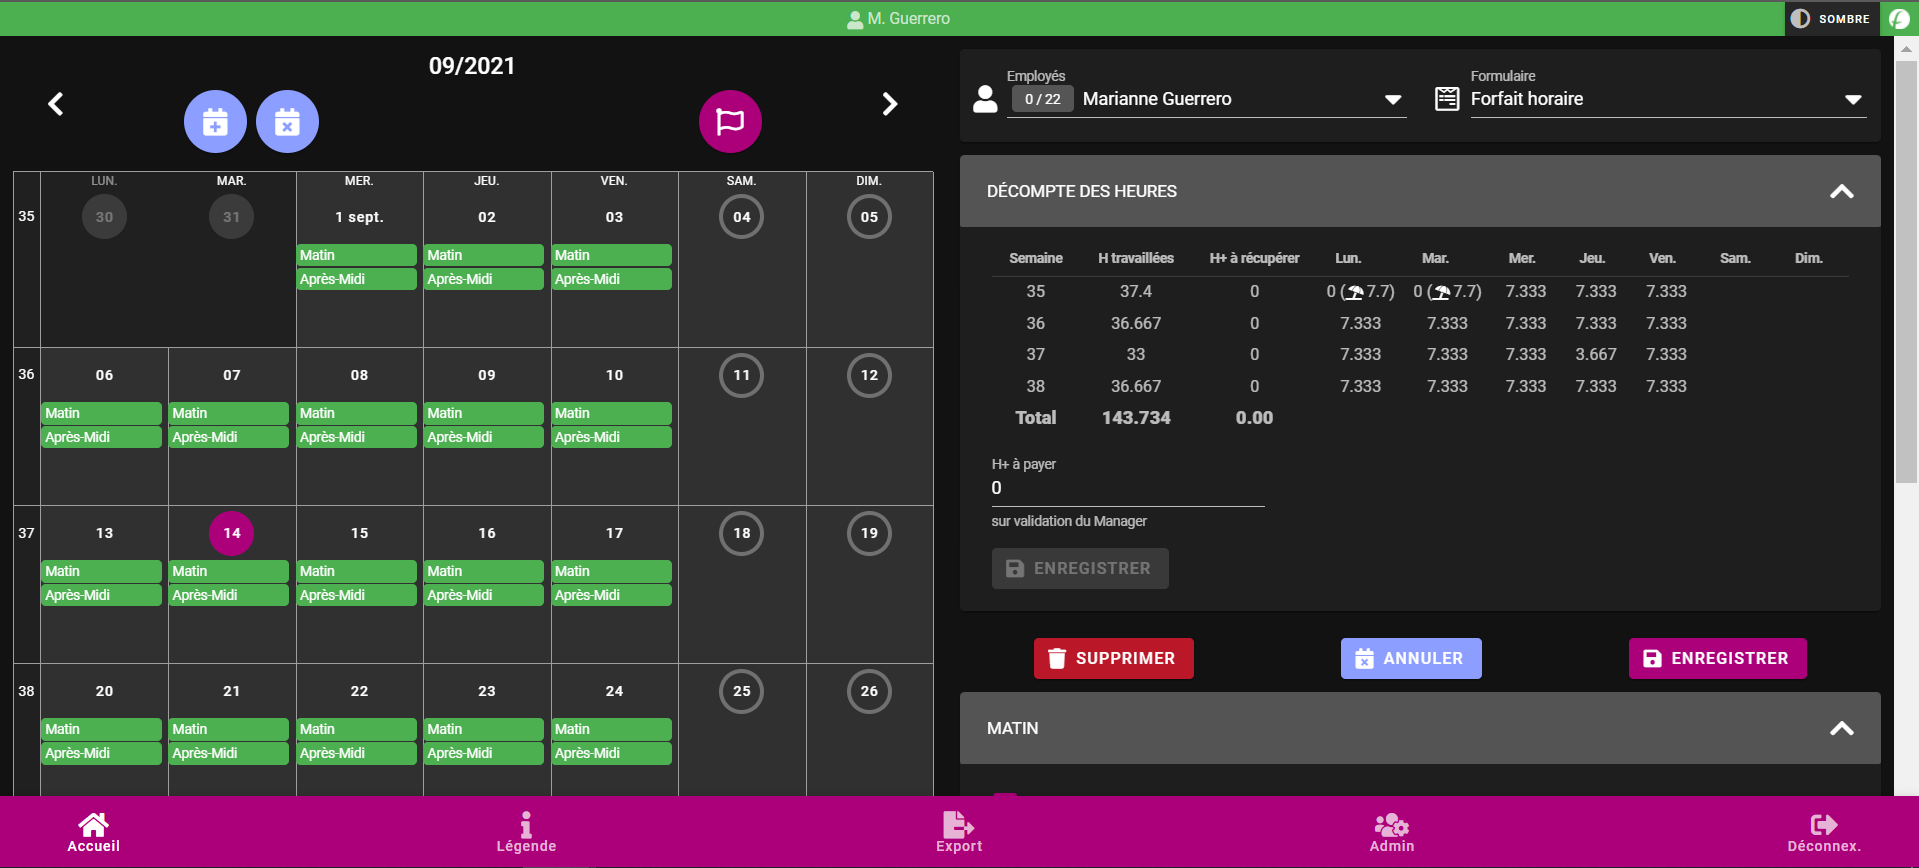 M. Guerrero
SOMBRE
09/2021
LUN. MAR. MER. JEU. VEN. SAM. DIM.
35 30 31 1 sept. 02 03 04 05
Matin Matin Matin
Après-Midi Après-Midi Après-Midi
36 06 07 08 09 10 11 12
Matin Matin Matin Matin Matin
Après-Midi Après-Midi Après-Midi Après-Midi Après-Midi
37 13 14 15 16 17 18 19
Matin Matin Matin Matin Matin
Après-Midi Après-Midi Après-Midi Après-Midi Après-Midi
38 20 21 22 23 24 25 26
Matin Matin Matin Matin Matin
Après-Midi Après-Midi Après-Midi Après-Midi Après-Midi
Employés
0 / 22 Marianne Guerrero
Formulaire
Forfait horaire
DÉCOMPTE DES HEURES
Semaine H travaillées H+ à récupérer Lun. Mar. Mer. Jeu. Ven. Sam. Dim.
35 37.4 0 0 (7.7) 0 (7.7) 7.333 7.333 7.333
36 36.667 0 7.333 7.333 7.333 7.333 7.333
37 33 0 7.333 7.333 7.333 3.667 7.333
38 36.667 0 7.333 7.333 7.333 7.333 7.333
Total 143.734 0.00
H+ à payer
0
sur validation du Manager
ENREGISTRER
SUPPRIMER ANNULER ENREGISTRER
MATIN
Accueil Légende Export Admin Déconnex.